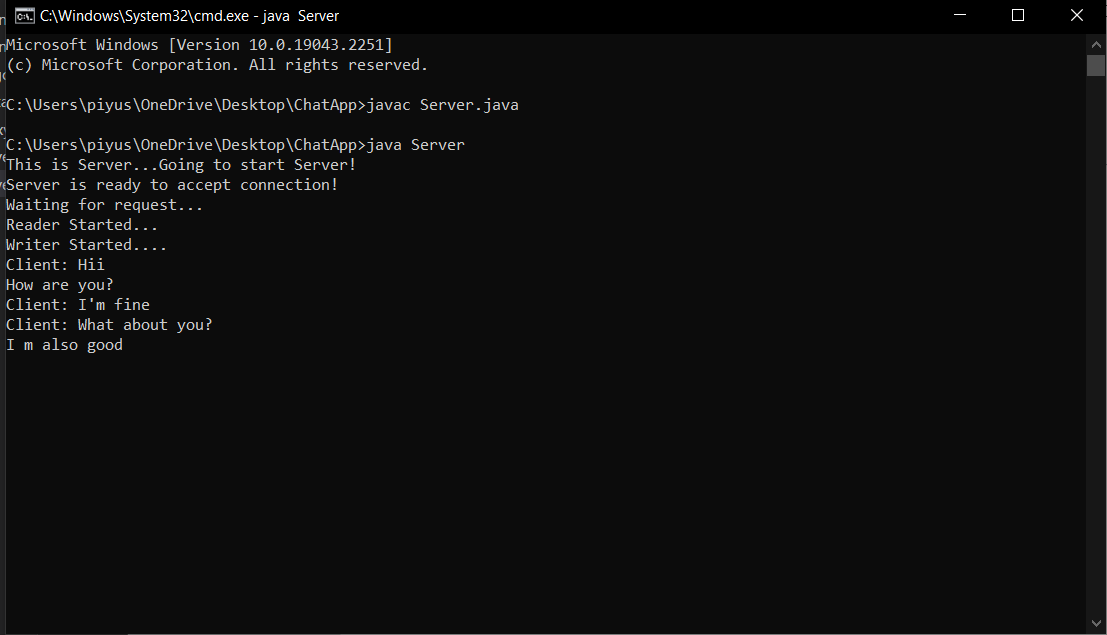 C:\Windows\System32\cmd.exe - java  Server
Microsoft Windows [Version 10.0.19043.2251]
(c) Microsoft Corporation. All rights reserved.
C:\Users\piyus\OneDrive\Desktop\ChatApp>javac Server.java
C:\Users\piyus\OneDrive\Desktop\ChatApp>java Server
This is Server...Going to start Server!
Server is ready to accept connection!
Waiting for request...
Reader Started...
Writer Started....
Client: Hii
How are you?
Client: I'm fine
Client: What about you?
I m also good